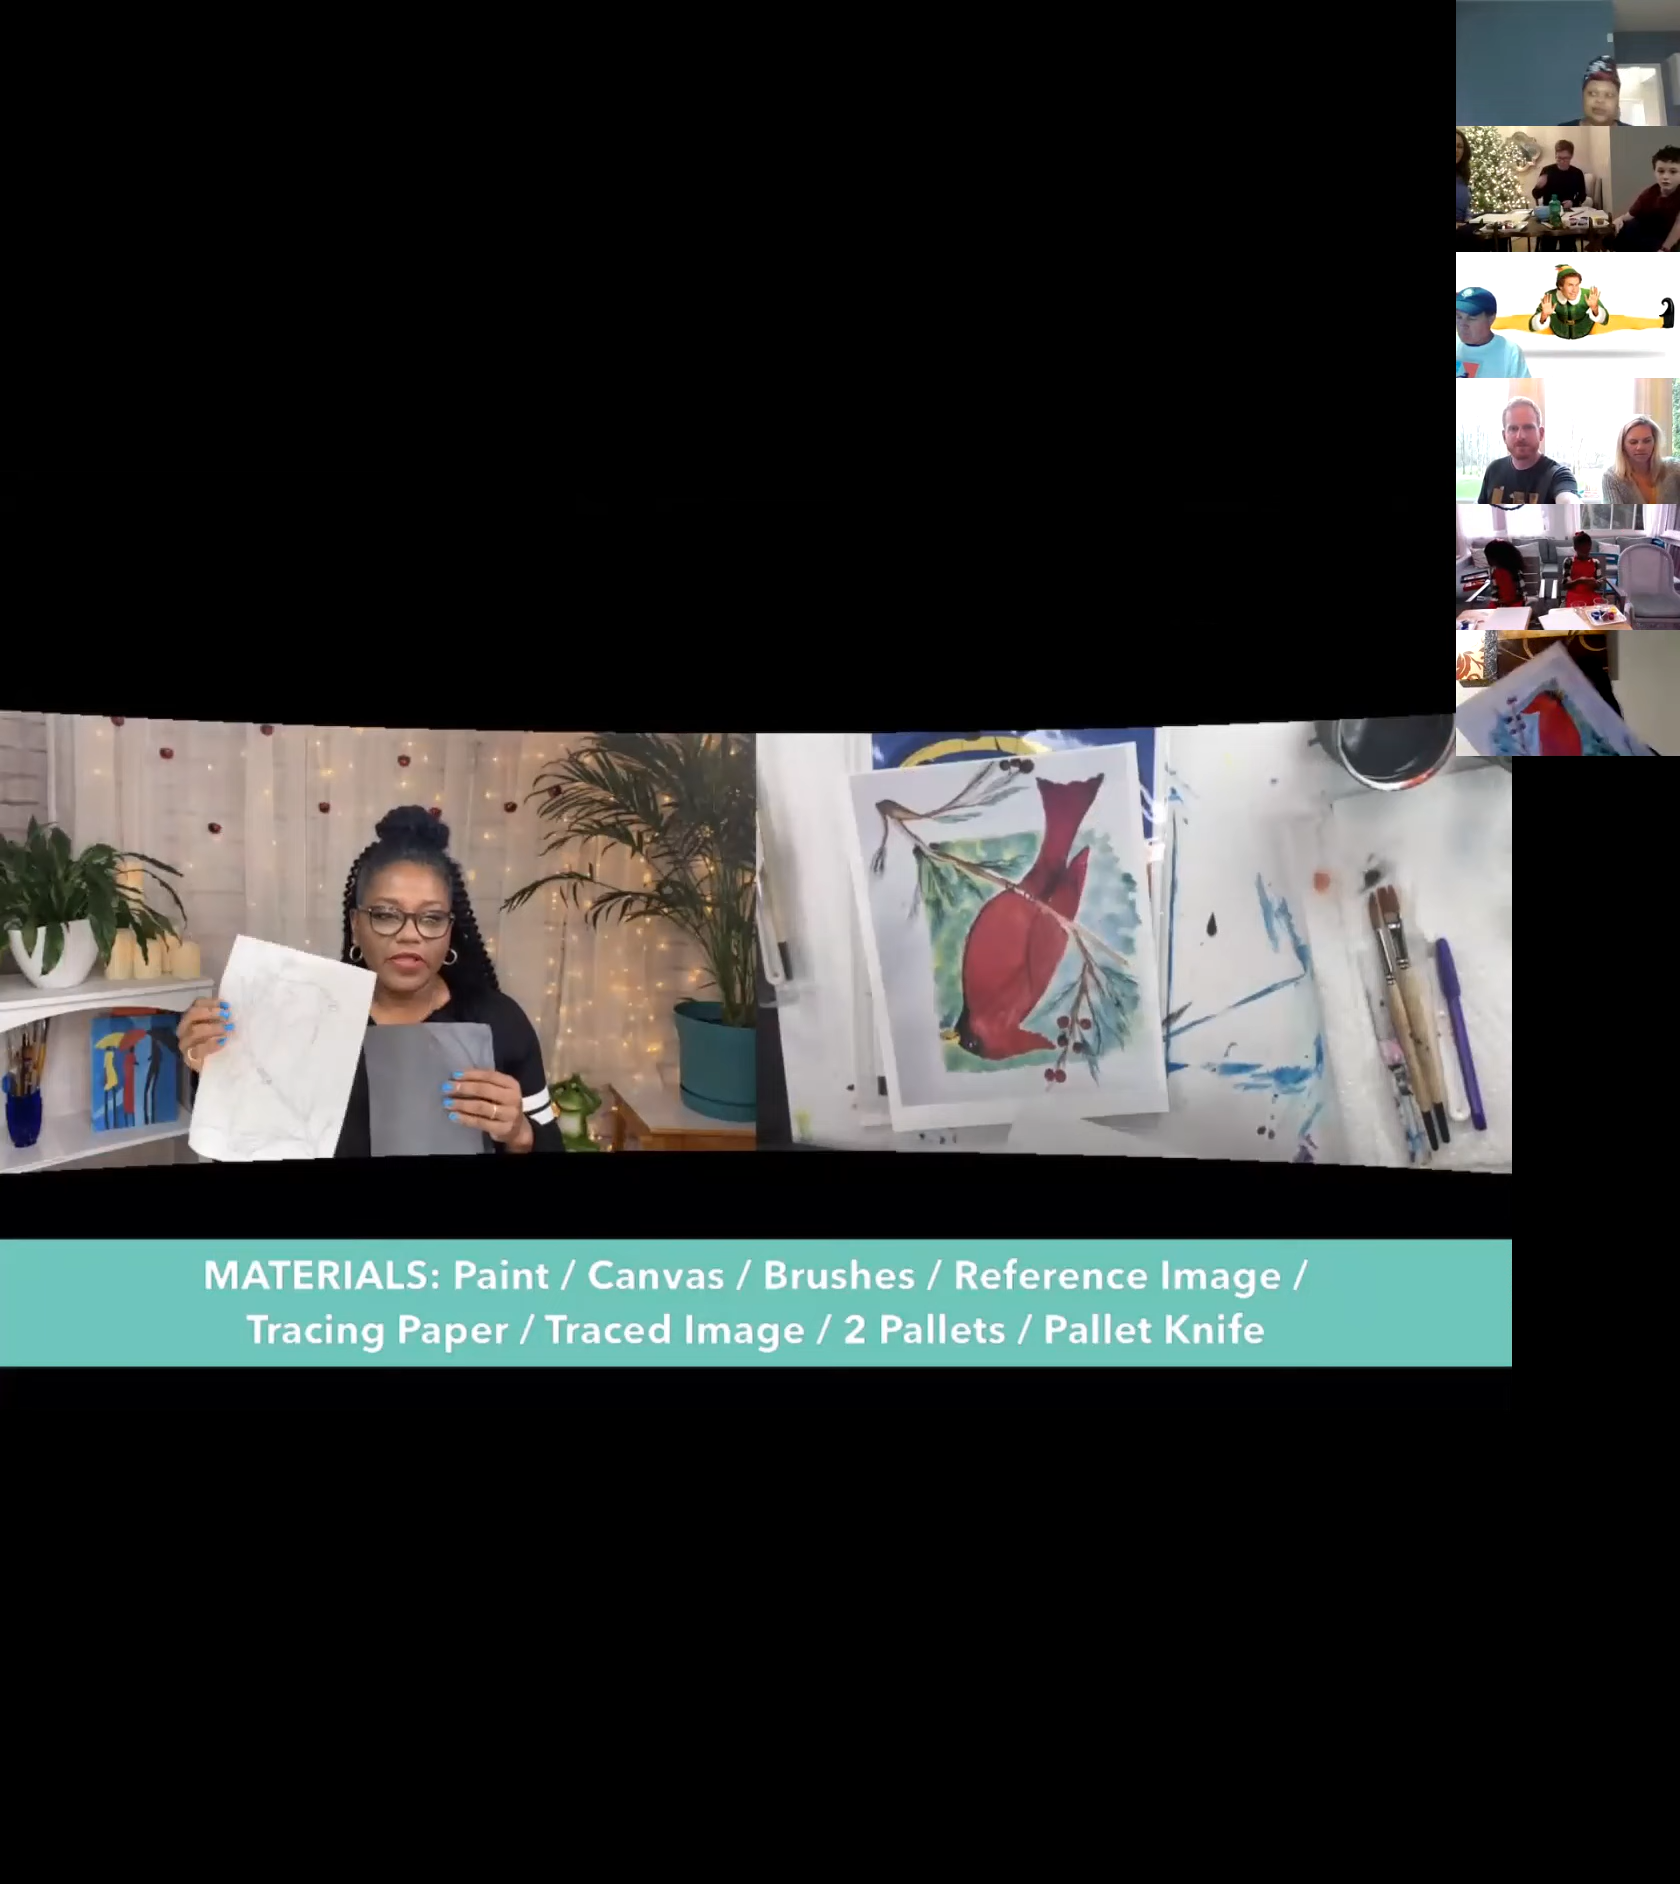 MATERIALS: Paint / Canvas / Brushes / Reference Image /
Tracing Paper / Traced Image / 2 Pallets / Pallet Knife